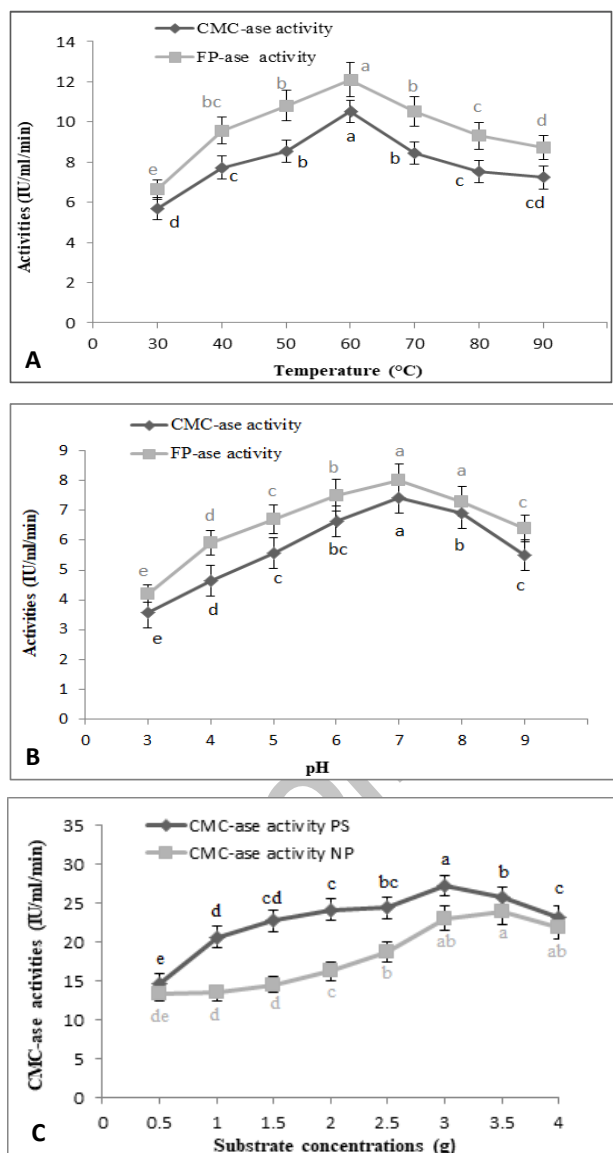 CMC-ase activity
FP-ase activity
14
12
10
8
6
4
2
0
Activities (IU/ml/min)
e
bc
b
a
b
c
d
d
c
b
a
b
c
cd
0 30 40 50 60 70 80 90
Temperature (°C)
A
CMC-ase activity
FP-ase activity
9
8
7
6
5
4
3
2
1
0
Activities (IU/ml/min)
e
d
c
b
a
a
c
e
d
c
bc
a
b
c
0 3 4 5 6 7 8 9
pH
B
CMC-ase activity PS
CMC-ase activity NP
35
30
25
20
15
10
5
0
CMC-ase activities (IU/ml/min)
e
d
cd
c
bc
a
b
c
de
d
d
c
b
ab
a
ab
0 0.5 1 1.5 2 2.5 3 3.5 4
Substrate concentrations (g)
C